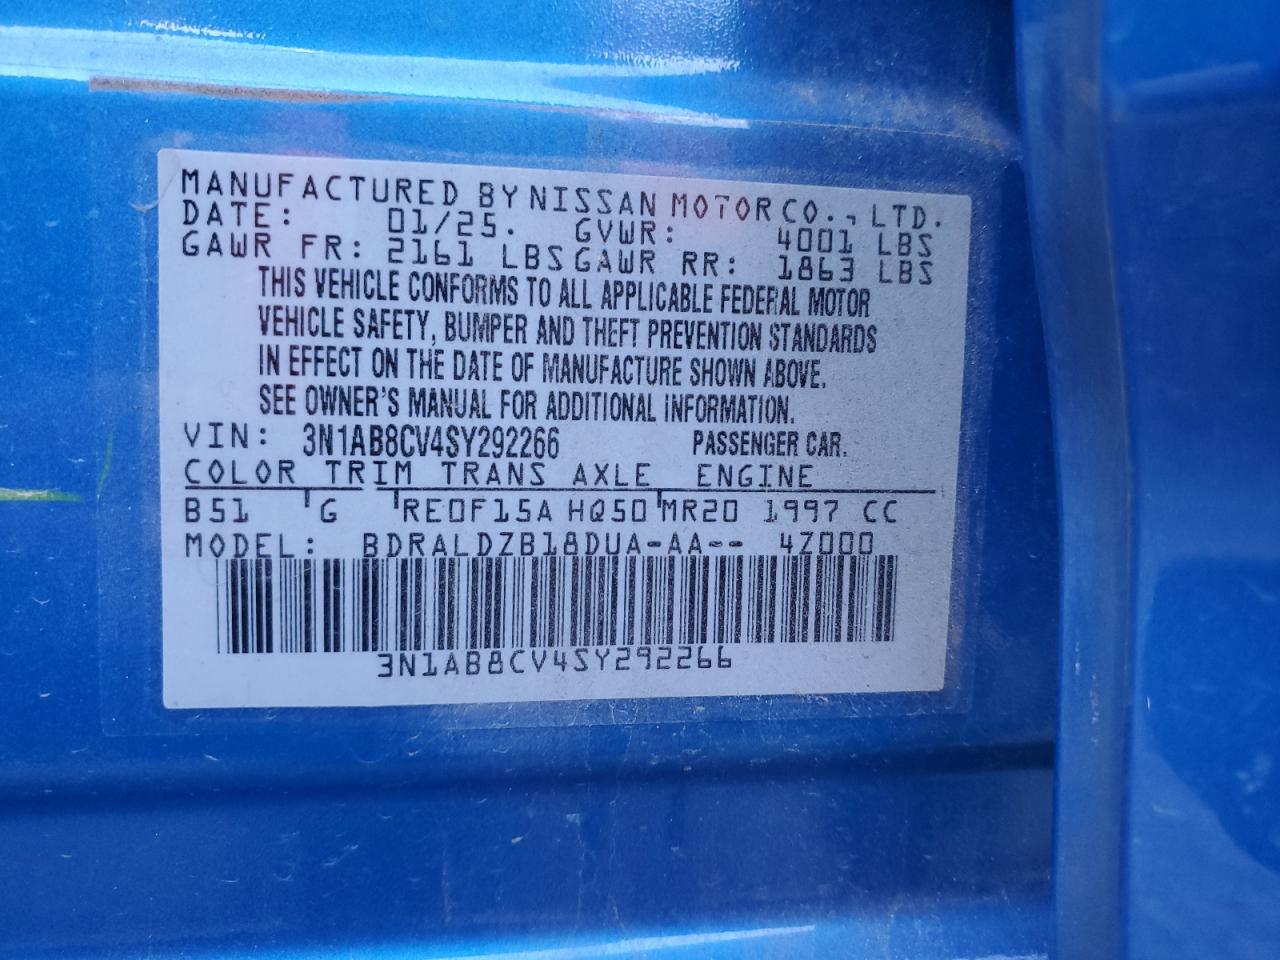 MANUFACTURED BY NISSAN MOTOR CO., LTD.
DATE: 01/25. GVWR: 4001 LBS
GAWR FR: 2161 LBS GAWR RR: 1863 LBS
THIS VEHICLE CONFORMS TO ALL APPLICABLE FEDERAL MOTOR
VEHICLE SAFETY, BUMPER AND THEFT PREVENTION STANDARDS
IN EFFECT ON THE DATE OF MANUFACTURE SHOWN ABOVE.
SEE OWNER'S MANUAL FOR ADDITIONAL INFORMATION.
VIN: 3N1AB8CV4SY292266 PASSENGER CAR.
COLOR TRIM TRANS AXLE ENGINE
B51 G RE0F15A HQ50 MR20 1997 CC
MODEL: BDRALDZB18DUA-AA-- 4Z000
3N1AB8CV4SY292266